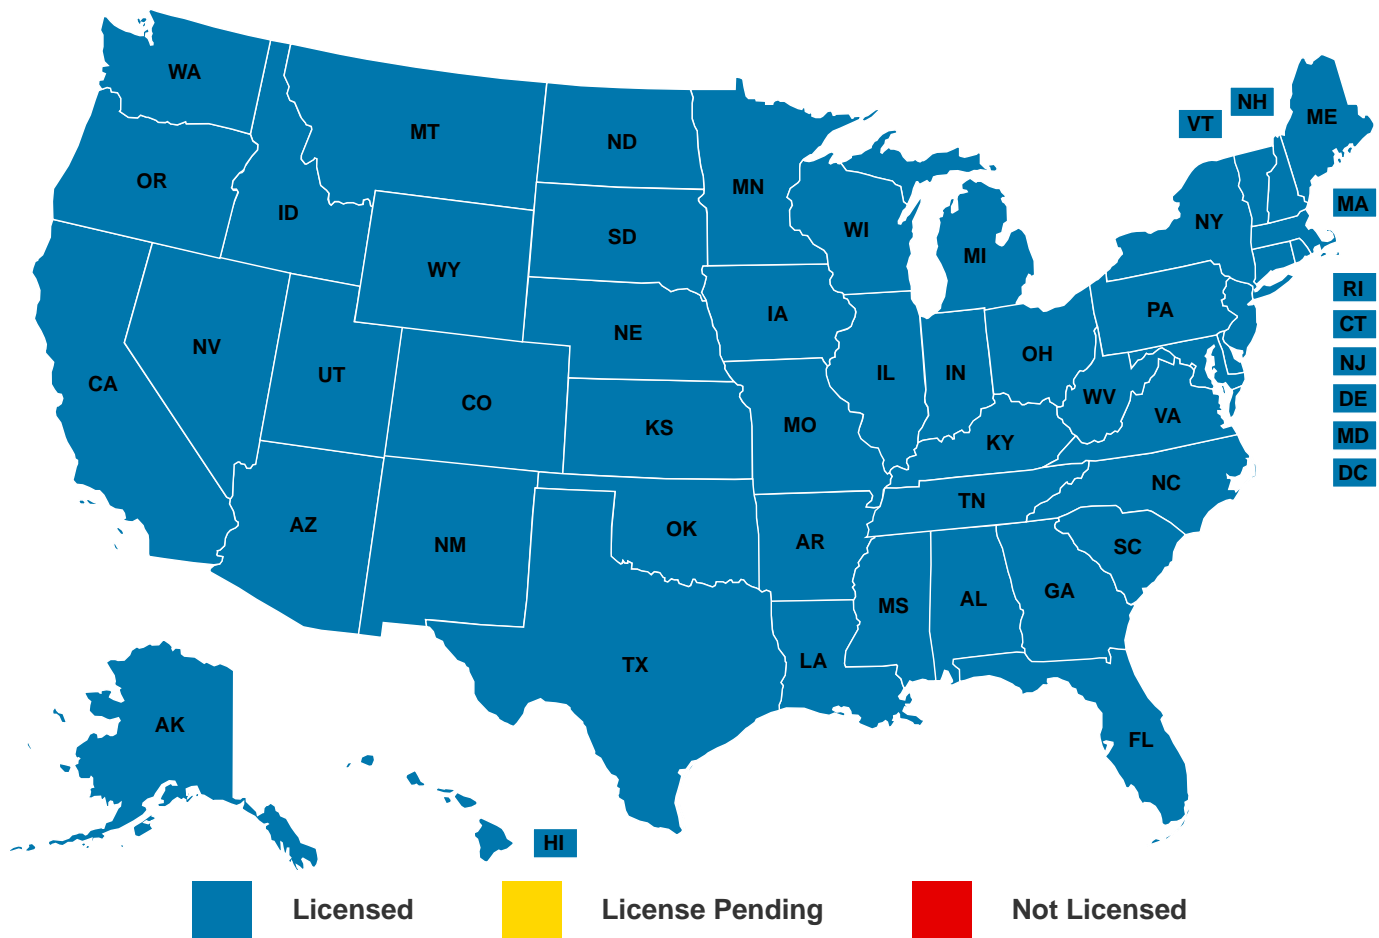 WA
MT
ND
MN
OR
ID
SD
WY
WI
MI
NY
VT
NH
ME
MA
RI
CT
NJ
DE
MD
DC
NV
UT
CA
CO
NE
IA
KS
MO
IL
IN
OH
PA
WV
VA
KY
NC
TN
SC
AZ
NM
OK
AR
MS
AL
GA
TX
LA
FL
AK
HI
Licensed
License Pending
Not Licensed